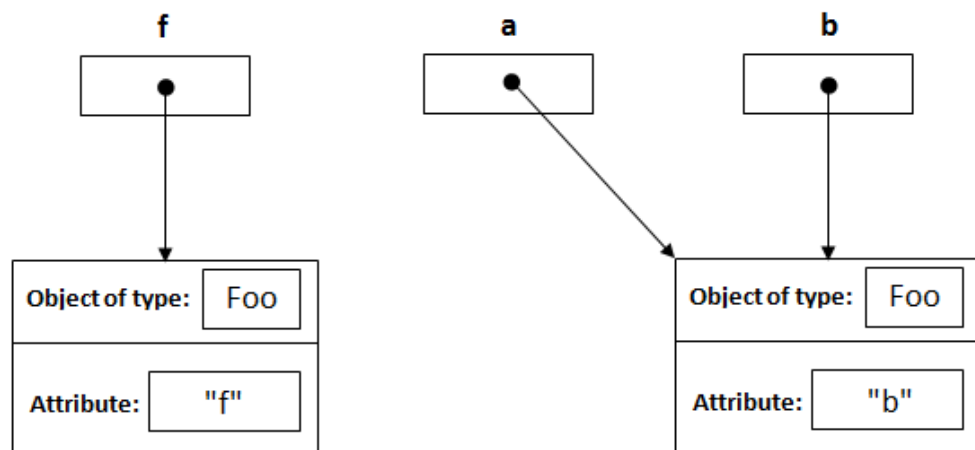 f a b
Object of type: Foo
Attribute: "f"
Object of type: Foo
Attribute: "b"